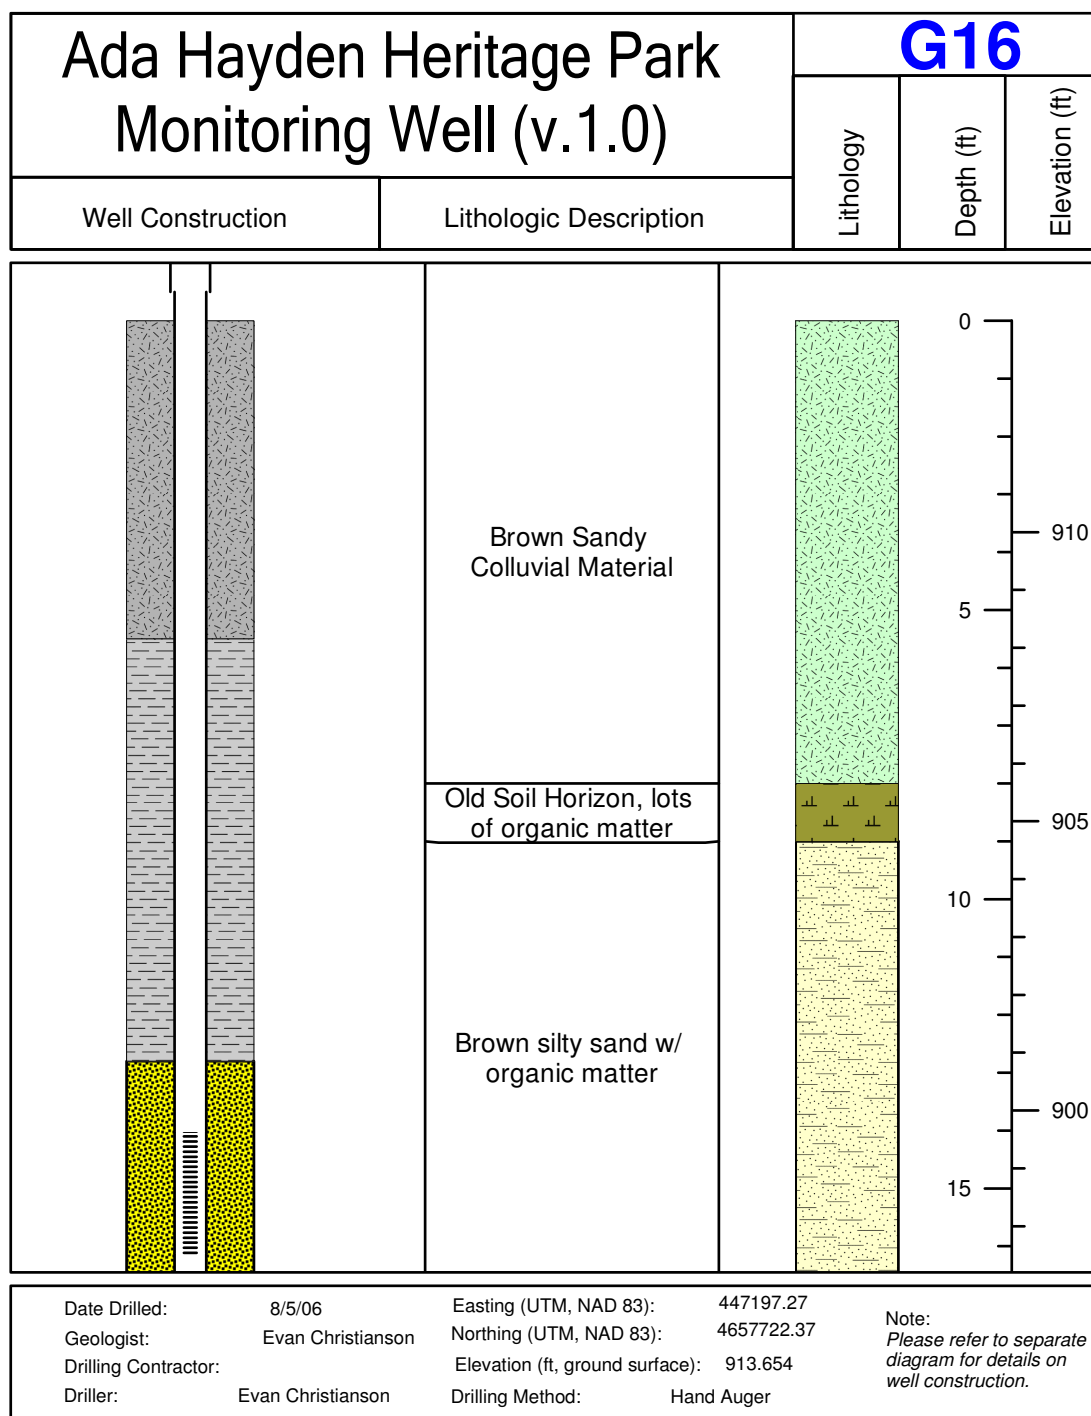 Ada Hayden Heritage Park
Monitoring Well (v.1.0)
G16
Well Construction
Lithologic Description
Lithology
Depth (ft)
Elevation (ft)
Brown Sandy
Colluvial Material
Old Soil Horizon, lots
of organic matter
Brown silty sand w/
organic matter
0
5
10
15
910
905
900
Date Drilled: 8/5/06
Geologist: Evan Christianson
Drilling Contractor:
Driller: Evan Christianson
Easting (UTM, NAD 83): 447197.27
Northing (UTM, NAD 83): 4657722.37
Elevation (ft, ground surface): 913.654
Drilling Method: Hand Auger
Note:
Please refer to separate
diagram for details on
well construction.